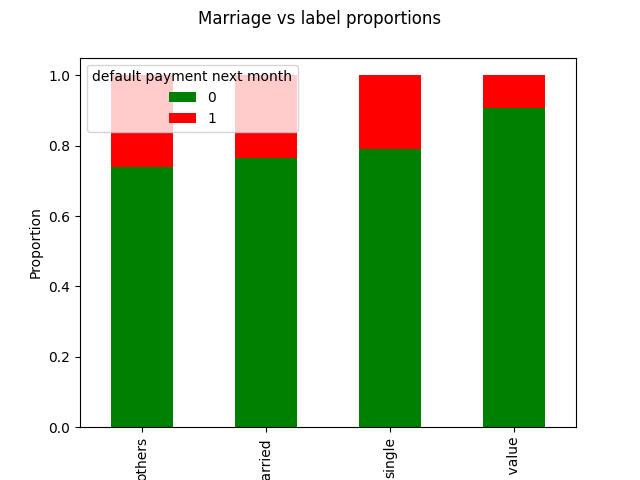 Marriage vs label proportions
default payment next month
0
1
1.0
0.8
0.6
0.4
0.2
0.0
Proportion
others
arried
single
value